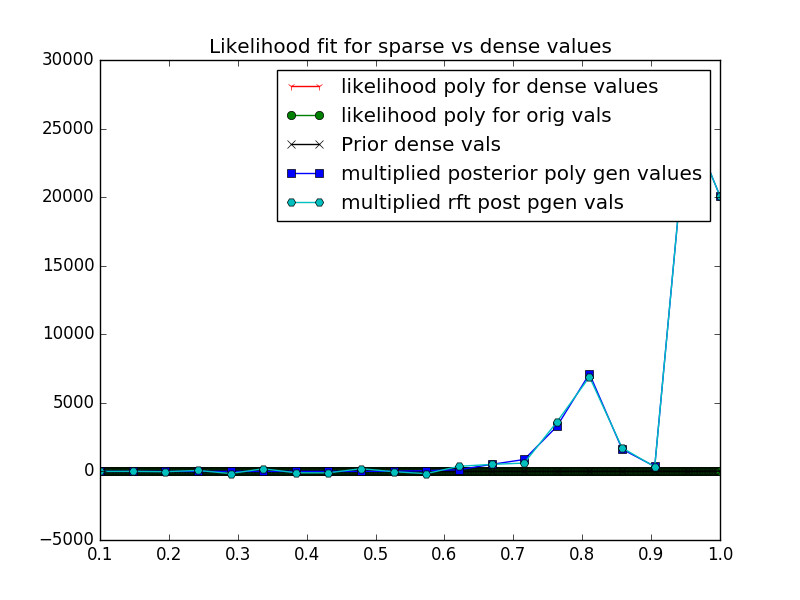 Likelihood fit for sparse vs dense values
30000
25000
20000
15000
10000
5000
0
−5000
likelihood poly for dense values
likelihood poly for orig vals
Prior dense vals
multiplied posterior poly gen values
multiplied rft post pgen vals
0.1 0.2 0.3 0.4 0.5 0.6 0.7 0.8 0.9 1.0